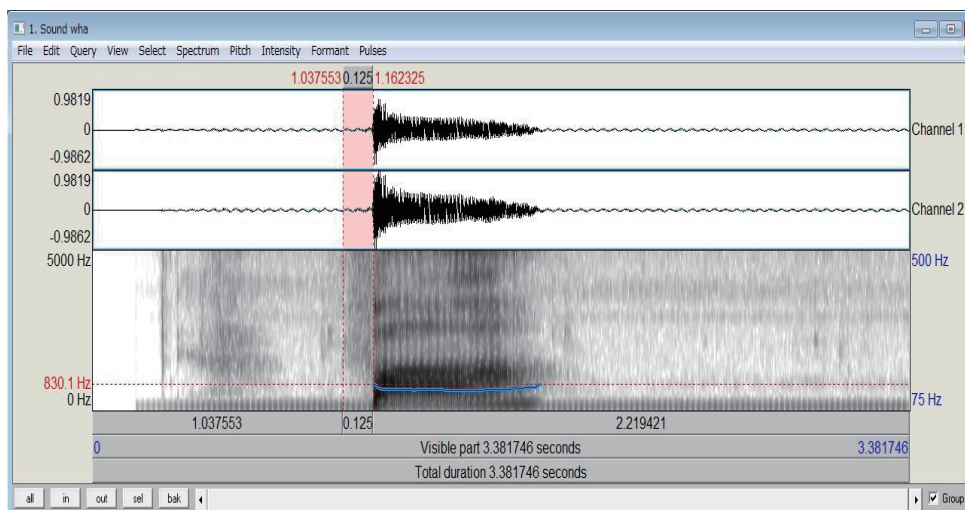 1. Sound wha
File Edit Query View Select Spectrum Pitch Intensity Formant Pulses
1.037553 0.125 1.162325
0.9819
0
-0.9862
Channel 1
0.9819
0
-0.9862
Channel 2
5000 Hz
500 Hz
830.1 Hz
0 Hz
75 Hz
1.037553 0.125 2.219421
0 Visible part 3.381746 seconds 3.381746
Total duration 3.381746 seconds
all in out sel bak Group